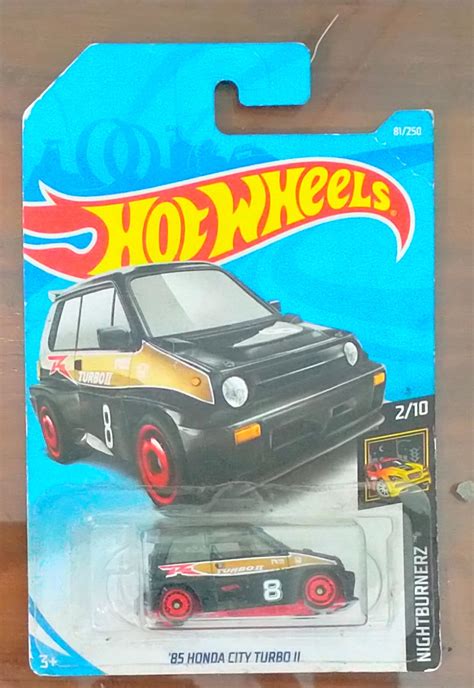 81/250
HOT WHEELS
TURBO II
8
2/10
TURBO II
8
NIGHTBURNERZ
3+
'85 HONDA CITY TURBO II